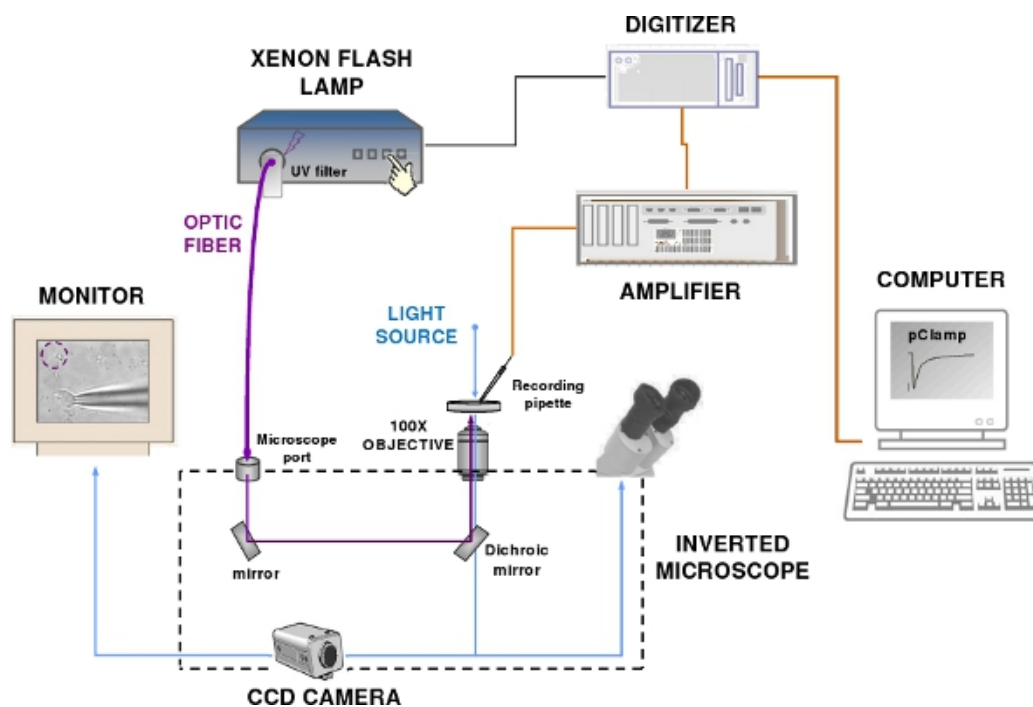 DIGITIZER
XENON FLASH
LAMP
UV filter
OPTIC
FIBER
AMPLIFIER
COMPUTER
pClamp
MONITOR
LIGHT
SOURCE
Recording
pipette
100X
OBJECTIVE
Microscope
port
mirror
Dichroic
mirror
INVERTED
MICROSCOPE
CCD CAMERA